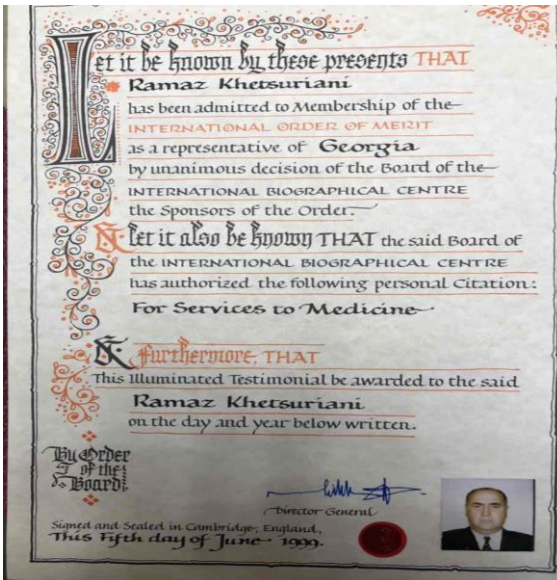 Let it be known by these presents THAT
Ramaz Khetsuriani
has been admitted to Membership of the
INTERNATIONAL ORDER OF MERIT
as a representative of Georgia
by unanimous decision of the Board of the
INTERNATIONAL BIOGRAPHICAL CENTRE
the Sponsors of the Order.
& let it also be known THAT the said Board of
the INTERNATIONAL BIOGRAPHICAL CENTRE
has authorized the following personal Citation:
For Services to Medicine
& Furthermore, THAT
This Illuminated Testimonial be awarded to the said
Ramaz Khetsuriani
on the day and year below written.
By Order
of the
Board:
Director General
Signed and Sealed in Cambridge, England,
This Fifth day of June 1999.